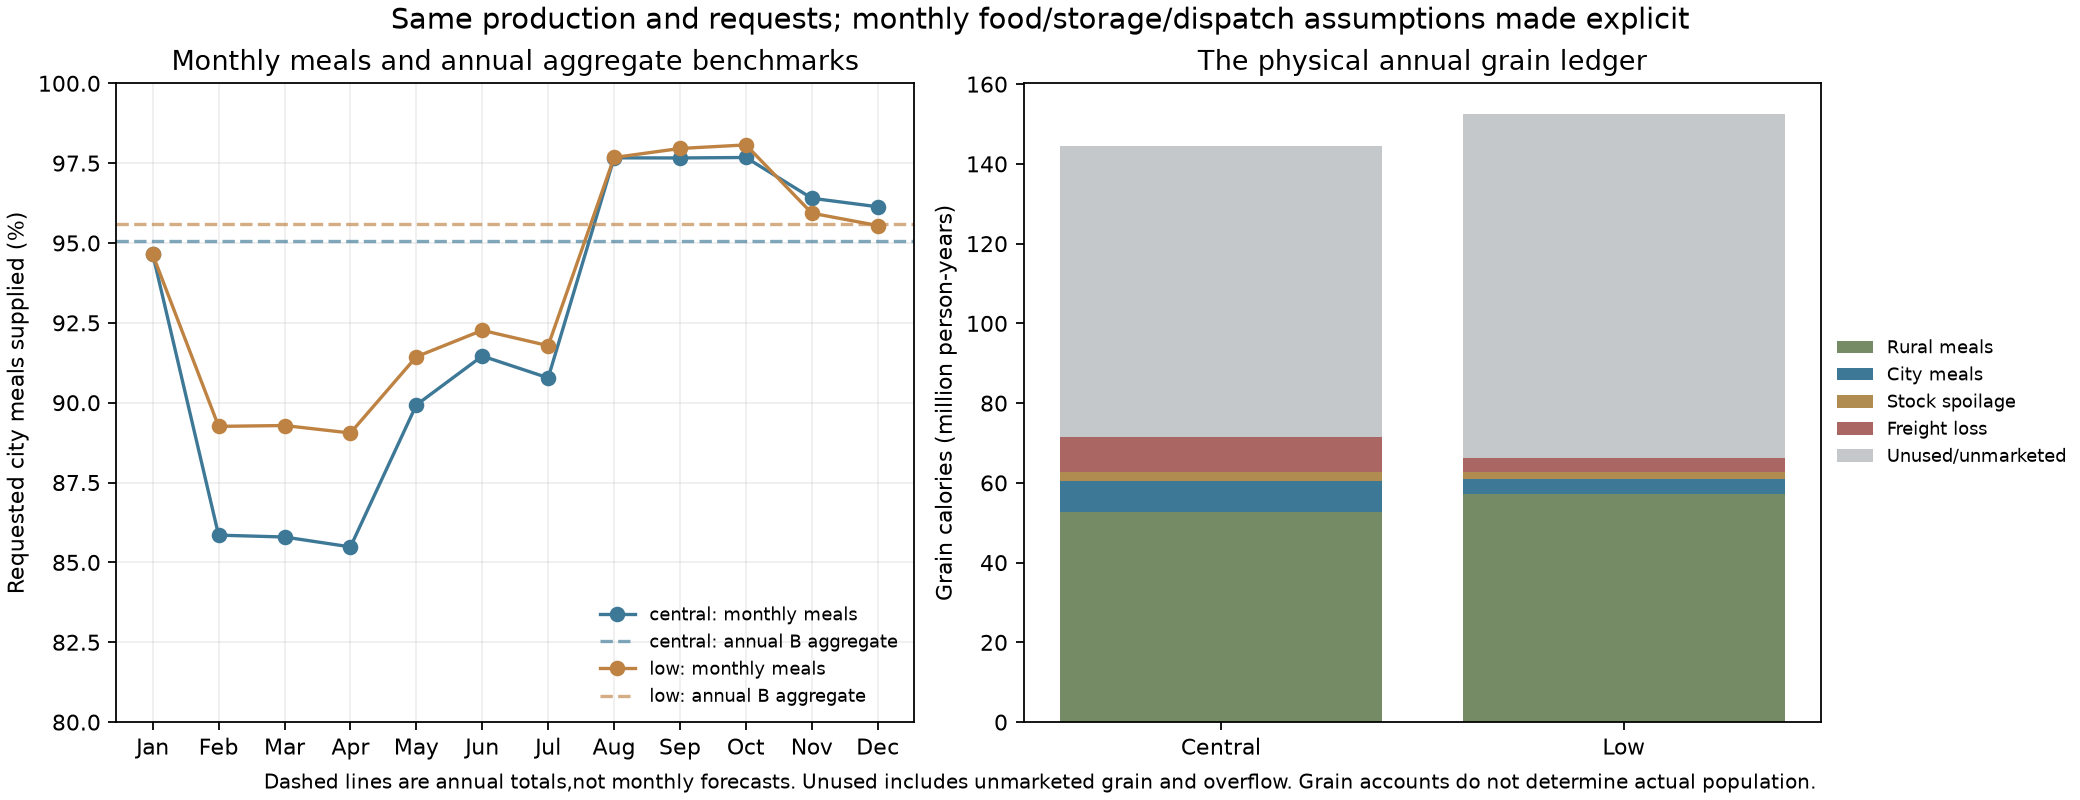 Same production and requests; monthly food/storage/dispatch assumptions made explicit
Monthly meals and annual aggregate benchmarks
Requested city meals supplied (%)
100.0
97.5
95.0
92.5
90.0
87.5
85.0
82.5
80.0
Jan Feb Mar Apr May Jun Jul Aug Sep Oct Nov Dec
central: monthly meals
central: annual B aggregate
low: monthly meals
low: annual B aggregate
The physical annual grain ledger
Grain calories (million person-years)
160
140
120
100
80
60
40
20
0
Central Low
Rural meals
City meals
Stock spoilage
Freight loss
Unused/unmarketed
Dashed lines are annual totals,not monthly forecasts. Unused includes unmarketed grain and overflow. Grain accounts do not determine actual population.